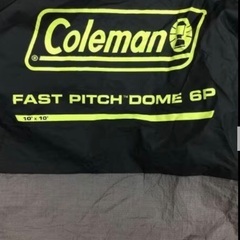 Coleman®
FAST PITCH™ DOME 6P
10' x 10'